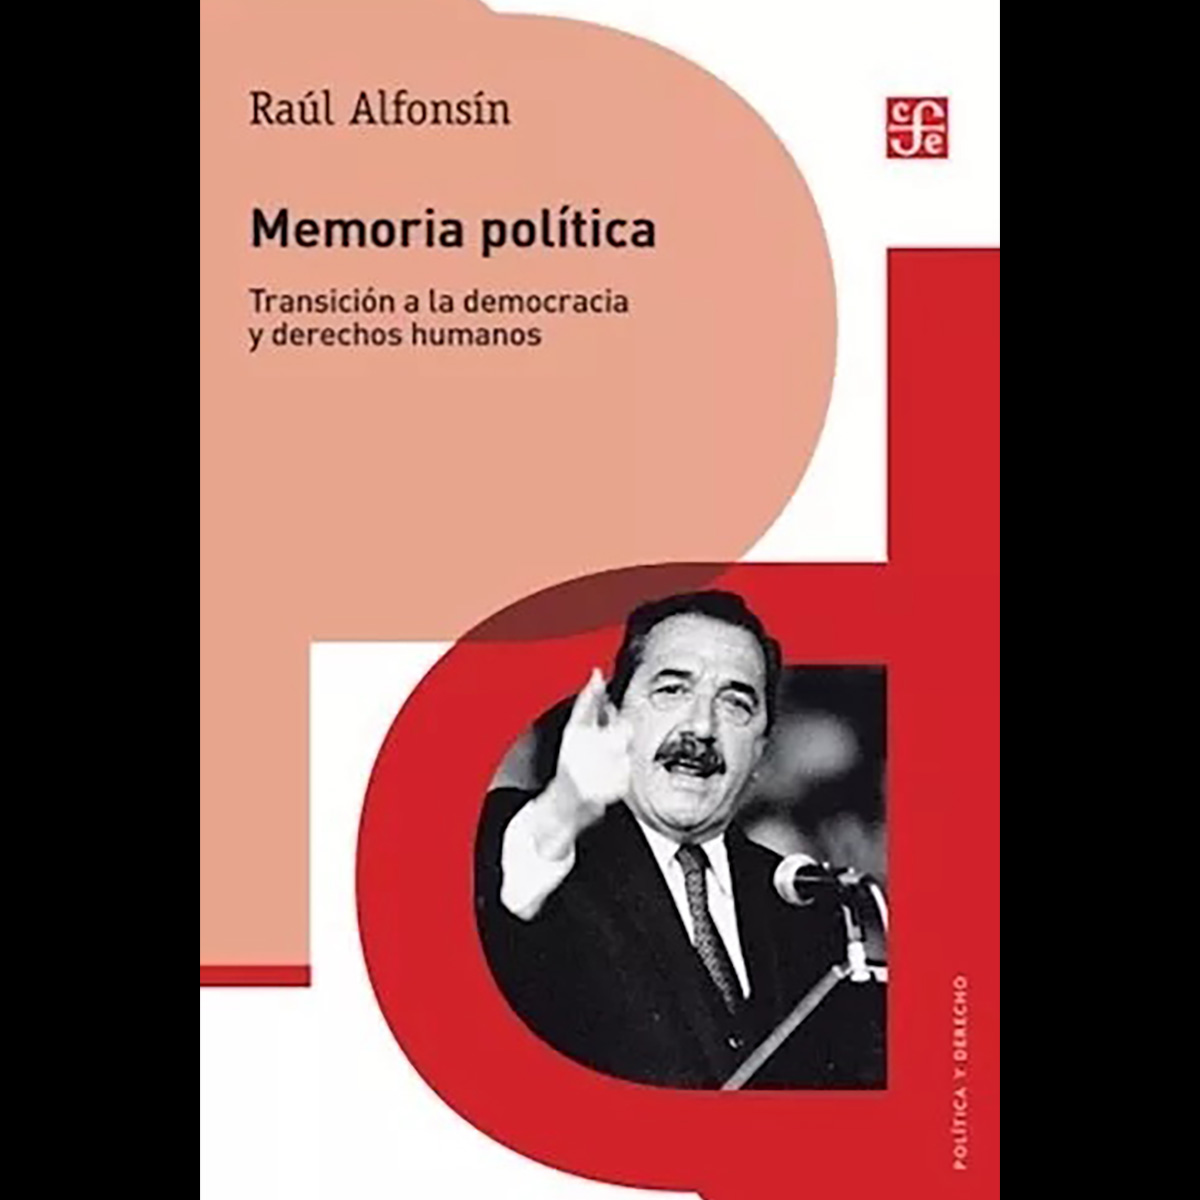 Raúl Alfonsín
cfe
Memoria política
Transición a la democracia
y derechos humanos
POLÍTICA Y DERECHO